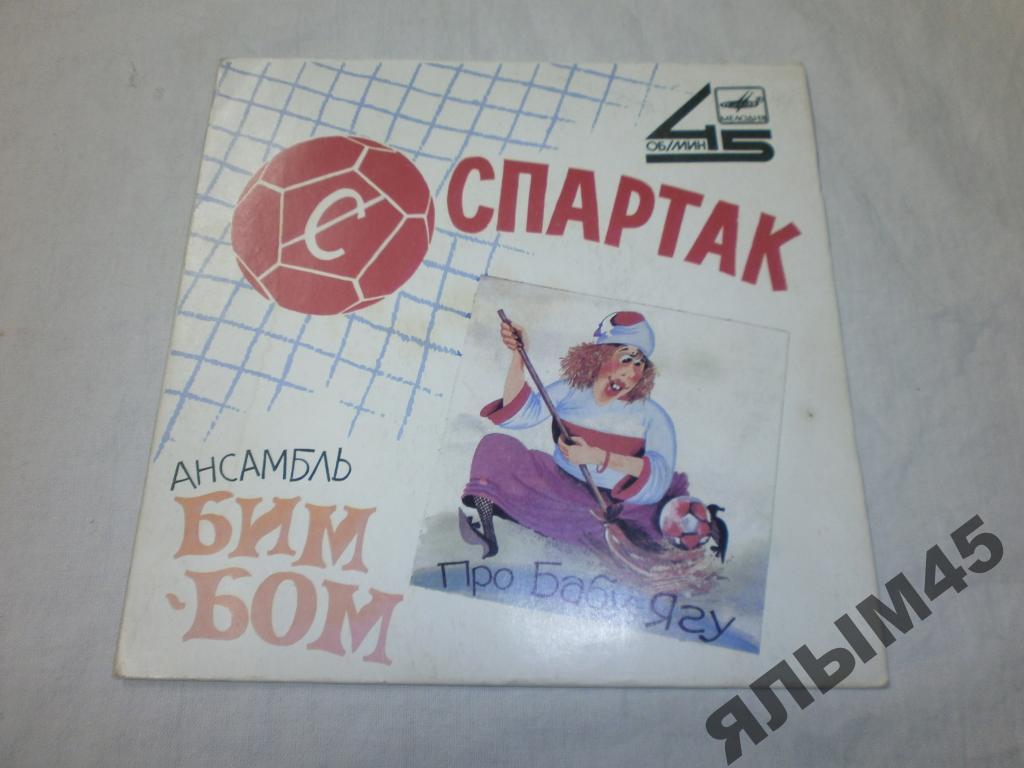 45
ОБ/МИН
МЕЛОДИЯ
С
СПАРТАК
АНСАМБЛЬ
БИМ
-БОМ
Про Бабу-Ягу
ЯЛЫМ45